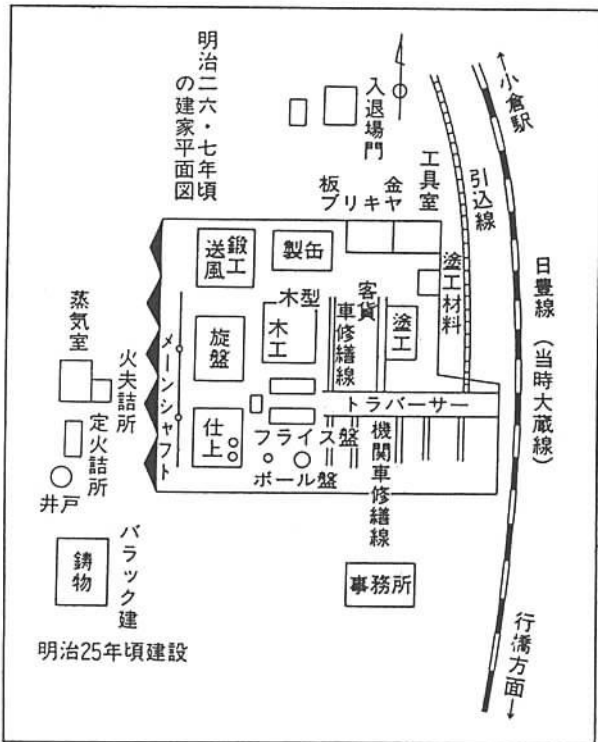 明治二六・七年頃
の建家平面図
入退場門
←小倉駅
引込線
日豊線(当時大蔵線)
行橋方面→
工具室
板金
ブリキヤ
塗工材料
鍛工
送風
製缶
木型
木工
客貨
車修繕線
塗工
旋盤
メーンシャフト
トラバーサー
仕上
フライス盤
ボール盤
機関車修繕線
蒸気室
火夫詰所
定火詰所
井戸
鋳物
バラック建
明治25年頃建設
事務所